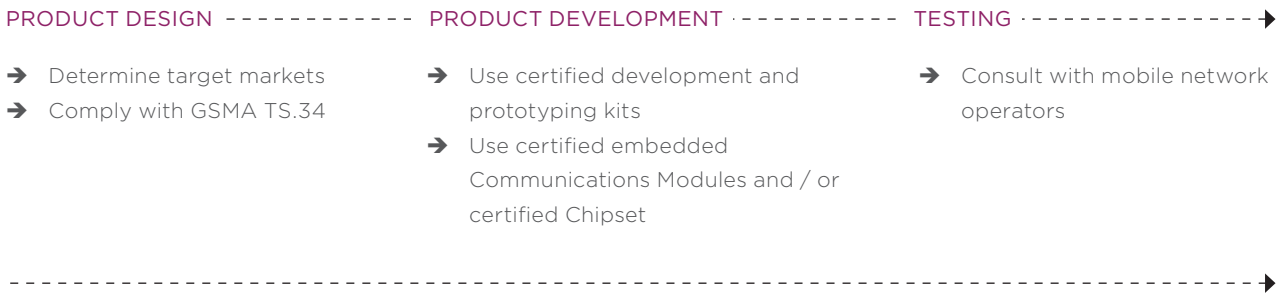 PRODUCT DESIGN
Determine target markets
Comply with GSMA TS.34
PRODUCT DEVELOPMENT
Use certified development and
prototyping kits
Use certified embedded
Communications Modules and / or
certified Chipset
TESTING
Consult with mobile network
operators